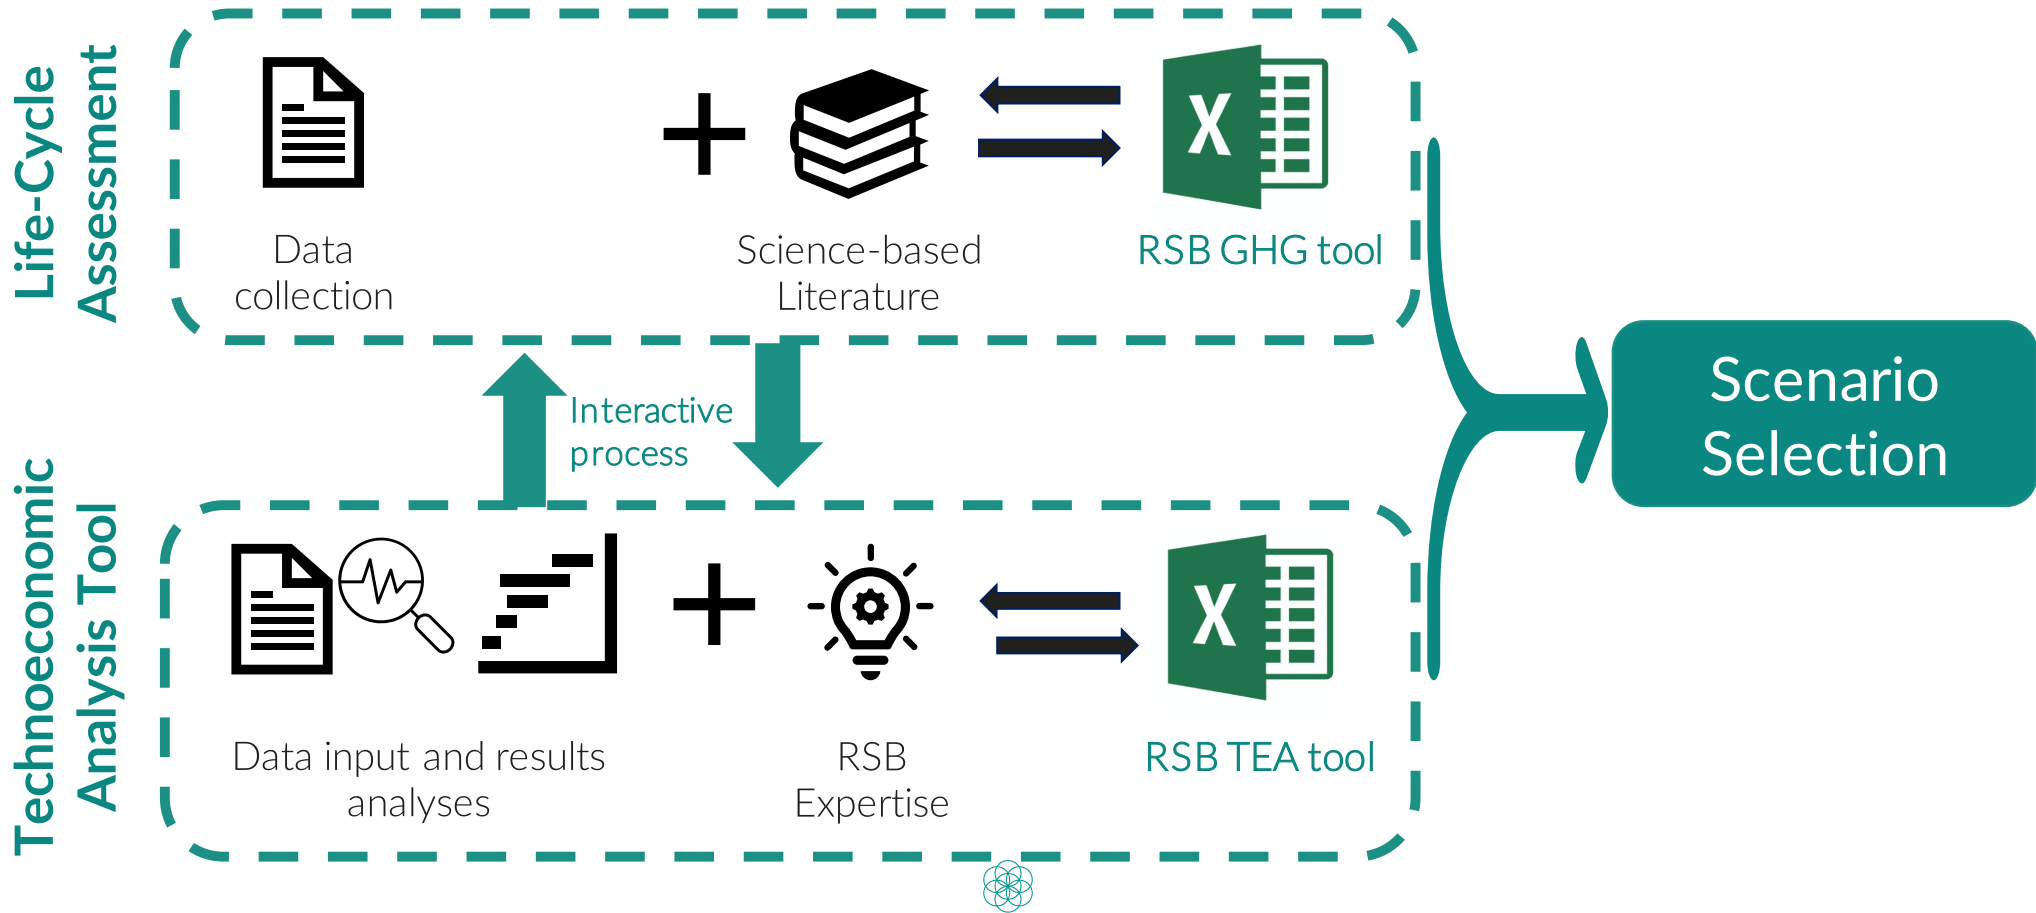 Life-Cycle
Assessment
Data
collection
Science-based
Literature
X
RSB GHG tool
Interactive
process
Scenario
Selection
Technoeconomic
Analysis Tool
Data input and results
analyses
RSB
Expertise
X
RSB TEA tool